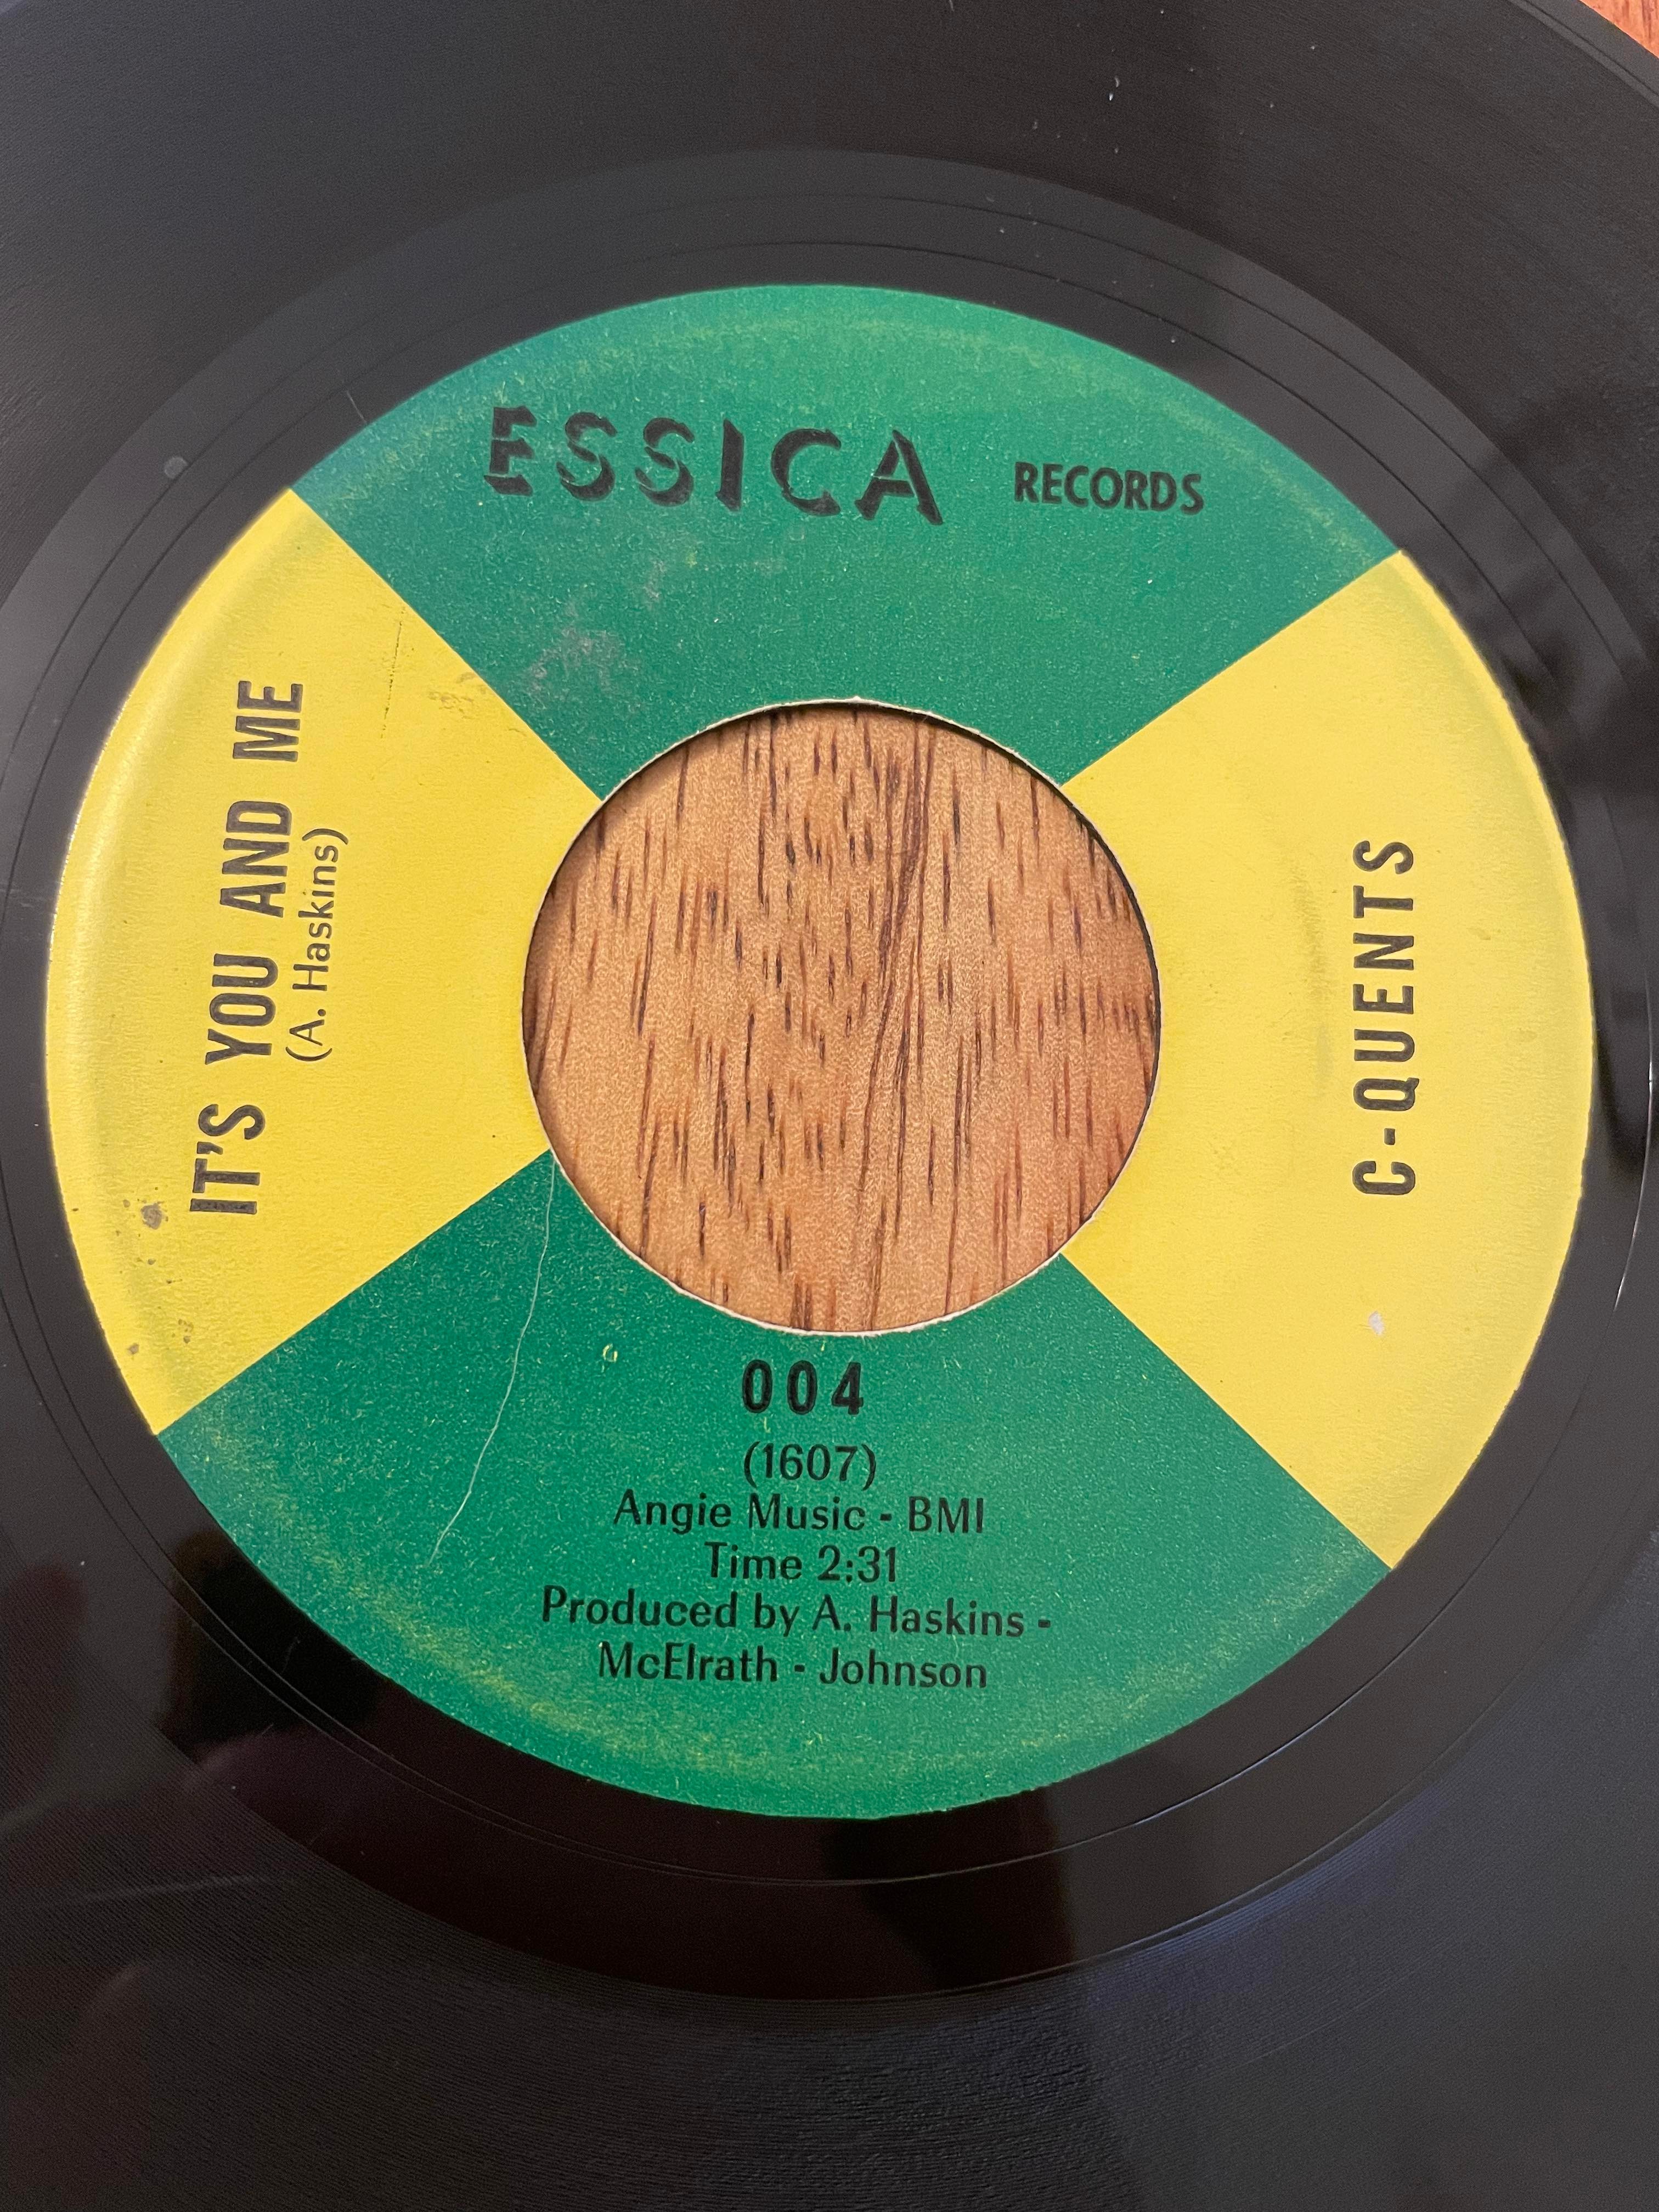 ESSICA RECORDS
IT'S YOU AND ME
(A. Haskins)
C-QUENTS
004
(1607)
Angie Music - BMI
Time 2:31
Produced by A. Haskins -
McElrath - Johnson